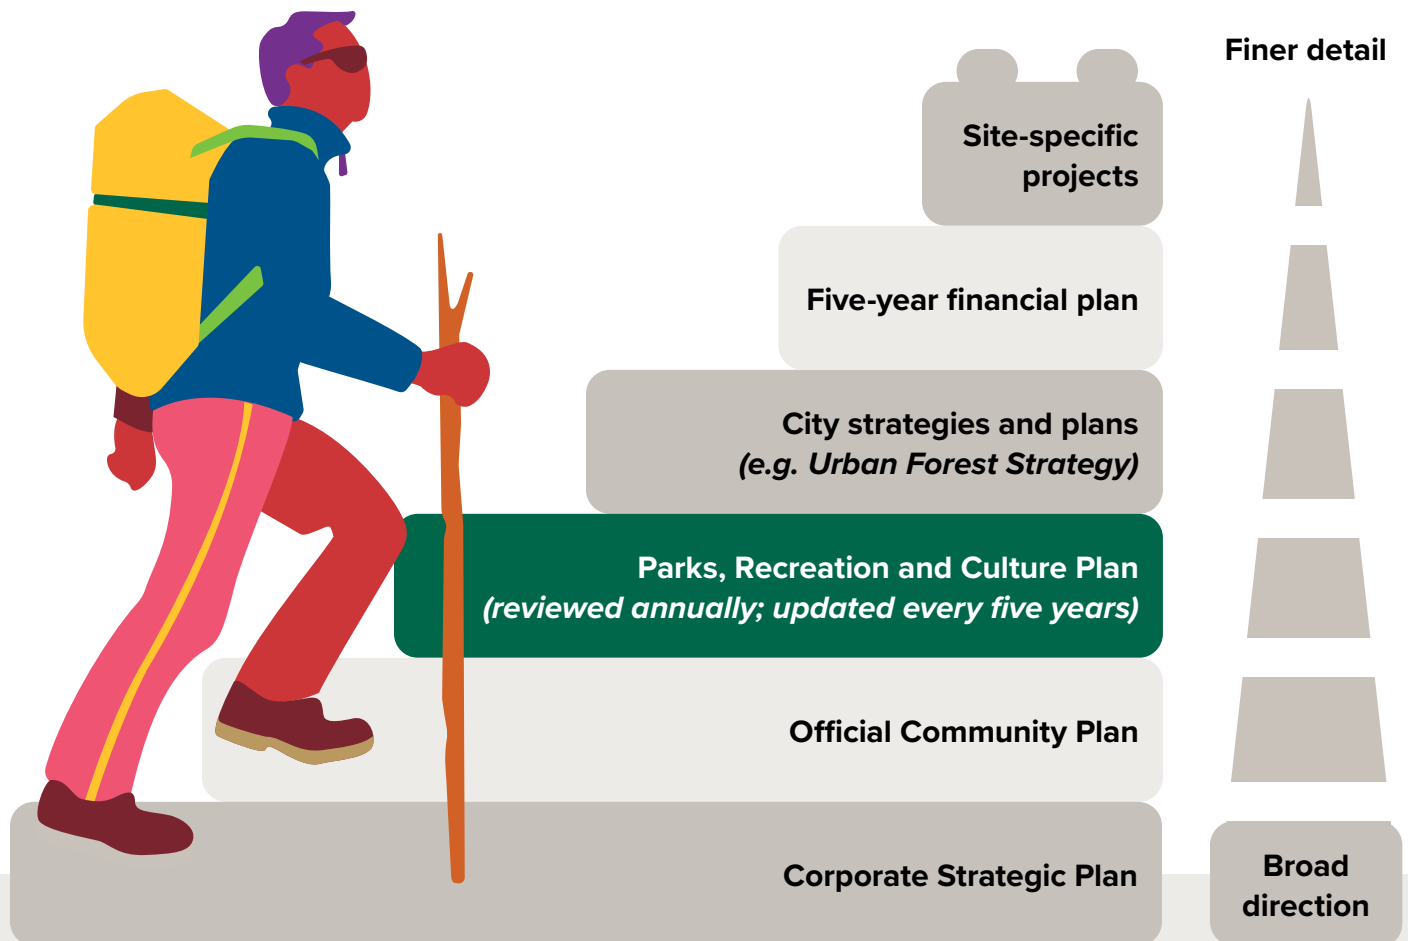 Finer detail
Site-specific
projects
Five-year financial plan
City strategies and plans
(e.g. Urban Forest Strategy)
Parks, Recreation and Culture Plan
(reviewed annually; updated every five years)
Official Community Plan
Corporate Strategic Plan
Broad
direction